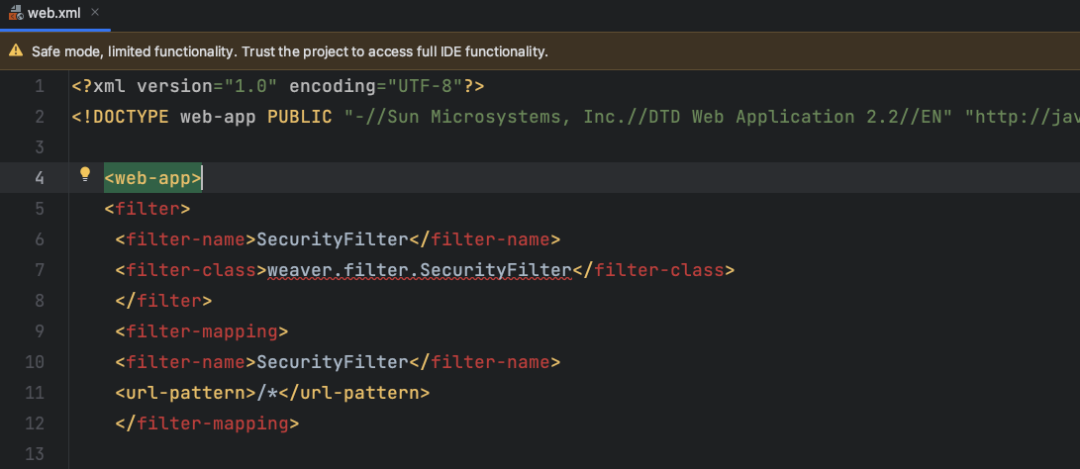 web.xml
Safe mode, limited functionality. Trust the project to access full IDE functionality.
1 <?xml version="1.0" encoding="UTF-8"?>
2 <!DOCTYPE web-app PUBLIC "-//Sun Microsystems, Inc.//DTD Web Application 2.2//EN" "http://jav
3
4 <web-app>
5 <filter>
6 <filter-name>SecurityFilter</filter-name>
7 <filter-class>weaver.filter.SecurityFilter</filter-class>
8 </filter>
9 <filter-mapping>
10 <filter-name>SecurityFilter</filter-name>
11 <url-pattern>/*</url-pattern>
12 </filter-mapping>
13